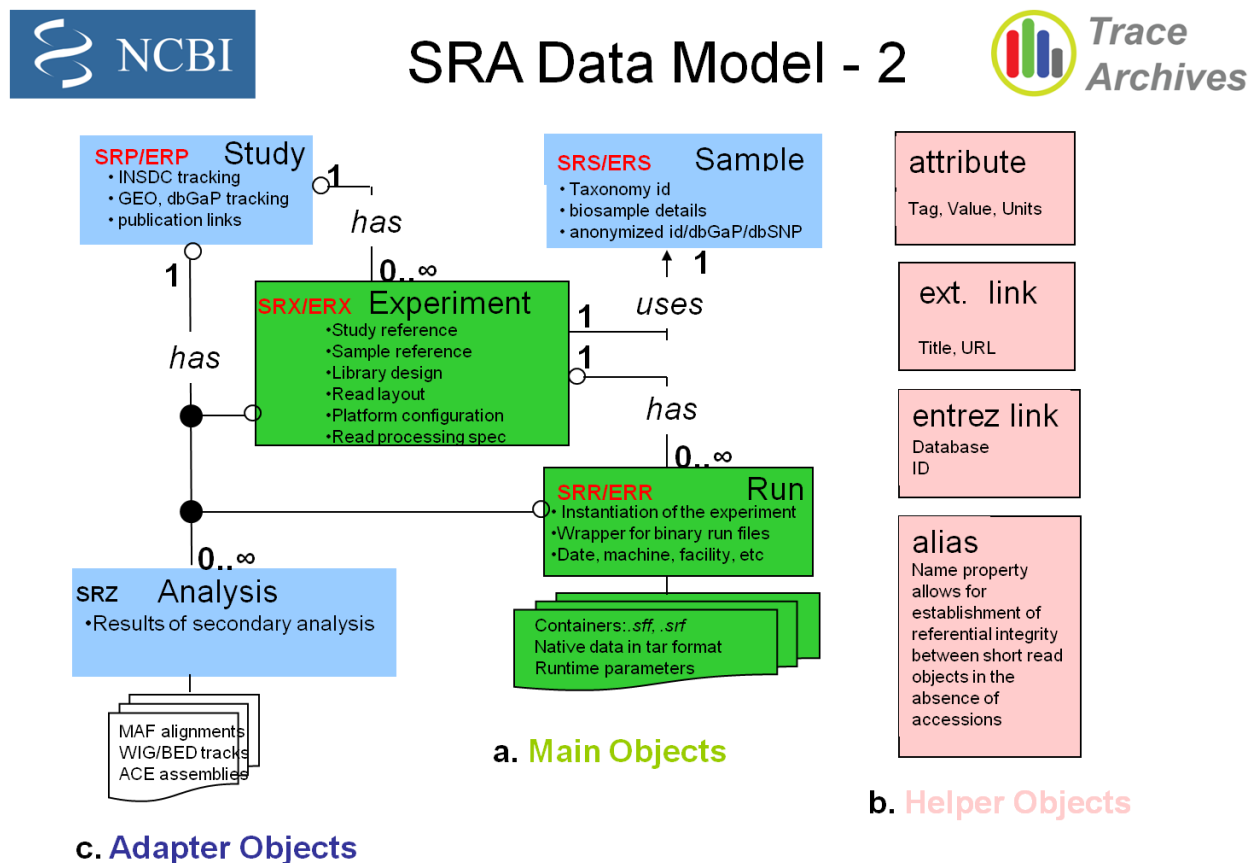 NCBI
SRA Data Model - 2
Trace
Archives
SRP/ERP Study
• INSDC tracking
• GEO, dbGaP tracking
• publication links
1
has
0..∞
SRS/ERS Sample
• Taxonomy id
• biosample details
• anonymized id/dbGaP/dbSNP
1
uses
1
SRX/ERX Experiment
•Study reference
•Sample reference
•Library design
•Read layout
•Platform configuration
•Read processing spec
1
has
0..∞
1
has
0..∞
SRR/ERR Run
• Instantiation of the experiment
•Wrapper for binary run files
•Date, machine, facility, etc
Containers:.sff, .srf
Native data in tar format
Runtime parameters
SRZ Analysis
•Results of secondary analysis
MAF alignments
WIG/BED tracks
ACE assemblies
a. Main Objects
c. Adapter Objects
attribute
Tag, Value, Units
ext. link
Title, URL
entrez link
Database
ID
alias
Name property
allows for
establishment of
referential integrity
between short read
objects in the
absence of
accessions
b. Helper Objects